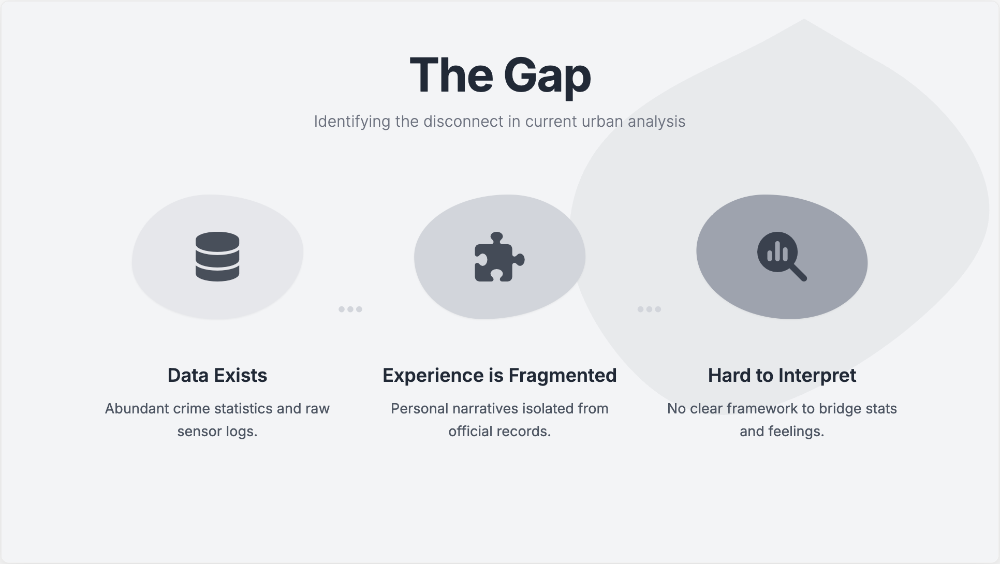 The Gap
Identifying the disconnect in current urban analysis
Data Exists
Abundant crime statistics and raw
sensor logs.
Experience is Fragmented
Personal narratives isolated from
official records.
Hard to Interpret
No clear framework to bridge stats
and feelings.